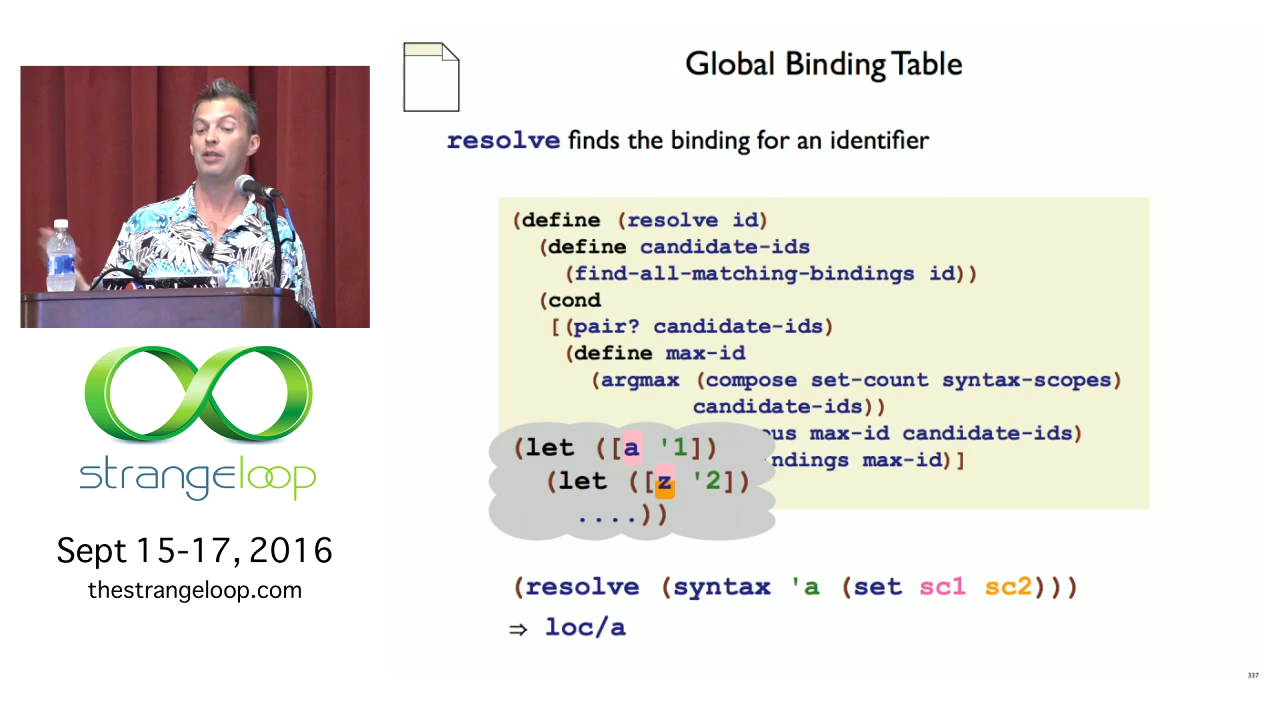 Global Binding Table
resolve finds the binding for an identifier
(define (resolve id)
(define candidate-ids
(find-all-matching-bindings id))
(cond
[(pair? candidate-ids)
(define max-id
(argmax (compose set-count syntax-scopes)
candidate-ids))
max-id candidate-ids)
max-id)]
(let ([a '1])
(let ([z '2])
....))
(resolve (syntax 'a (set sc1 sc2)))
⇒ loc/a
337
strangeloop
Sept 15-17, 2016
thestrangeloop.com